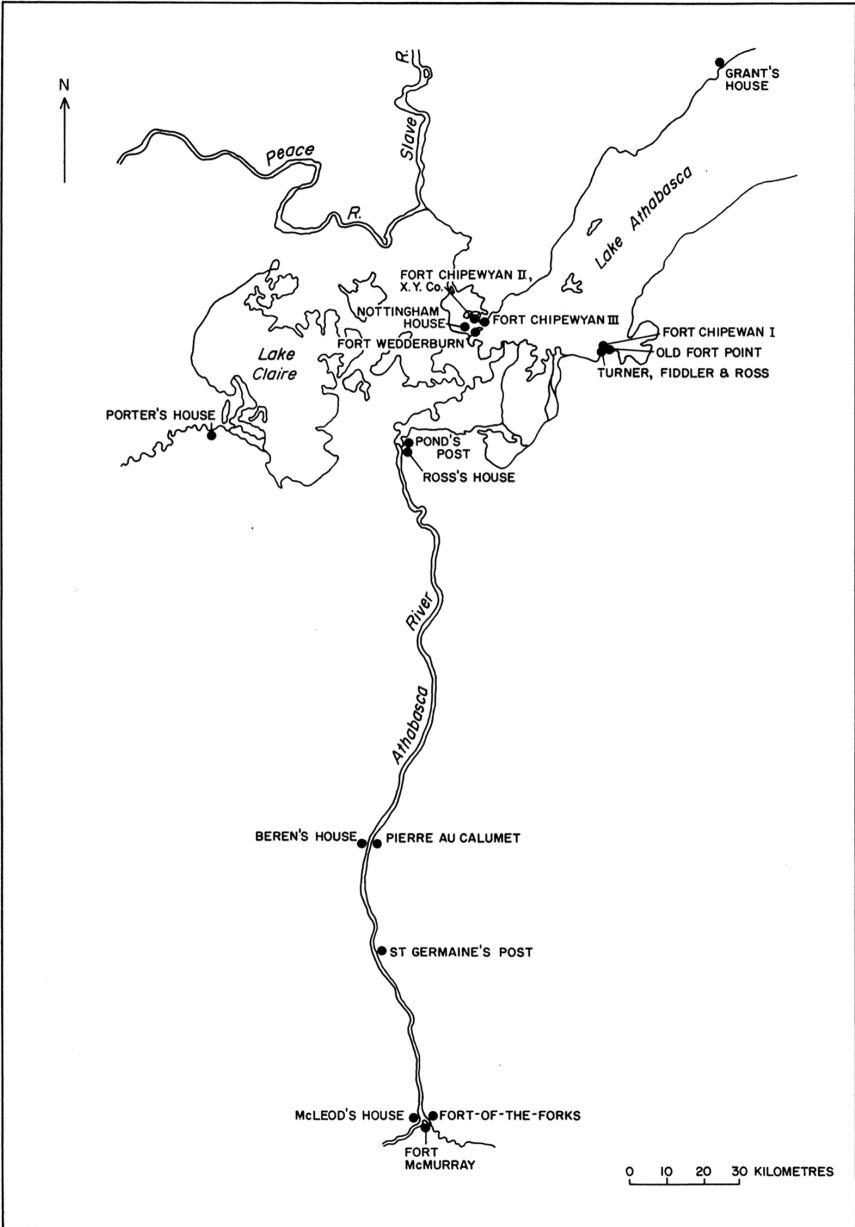 N
R.
Slave
GRANT'S
HOUSE
Peace
R.
Lake Athabasca
FORT CHIPEWYAN II,
X.Y. Co.
NOTTINGHAM
HOUSE
FORT CHIPEWYAN III
FORT WEDDERBURN
FORT CHIPEWAN I
OLD FORT POINT
TURNER, FIDDLER & ROSS
Lake
Claire
PORTER'S HOUSE
POND'S
POST
ROSS'S HOUSE
River
Athabasca
BEREN'S HOUSE
PIERRE AU CALUMET
ST GERMAINE'S POST
McLEOD'S HOUSE
FORT-OF-THE-FORKS
FORT
McMURRAY
0 10 20 30 KILOMETRES